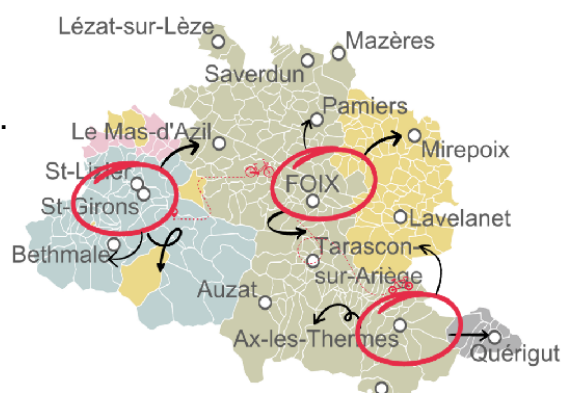 Lézat-sur-Lèze
Mazères
Saverdun
Pamiers
Le Mas-d'Azil
Mirepoix
St-Lizier
FOIX
St-Girons
Lavelanet
Bethmale
Tarascon-
sur-Ariège
Auzat
Ax-les-Thermes
Quérigut